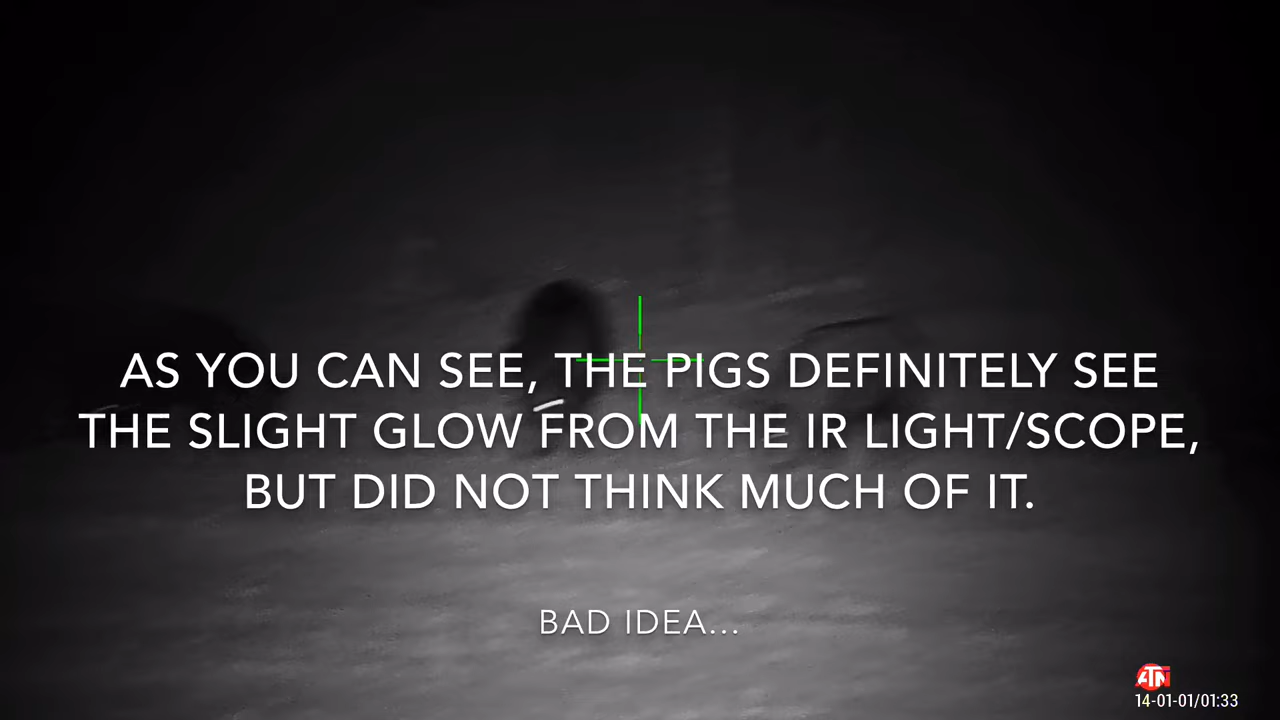 AS YOU CAN SEE, THE PIGS DEFINITELY SEE
THE SLIGHT GLOW FROM THE IR LIGHT/SCOPE,
BUT DID NOT THINK MUCH OF IT.
BAD IDEA...
ATN
14-01-01/01:33